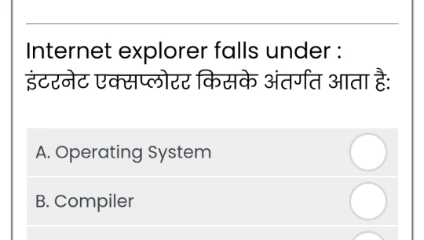 Internet explorer falls under :
इंटरनेट एक्सप्लोरर किसके अंतर्गत आता है:
A. Operating System
B. Compiler